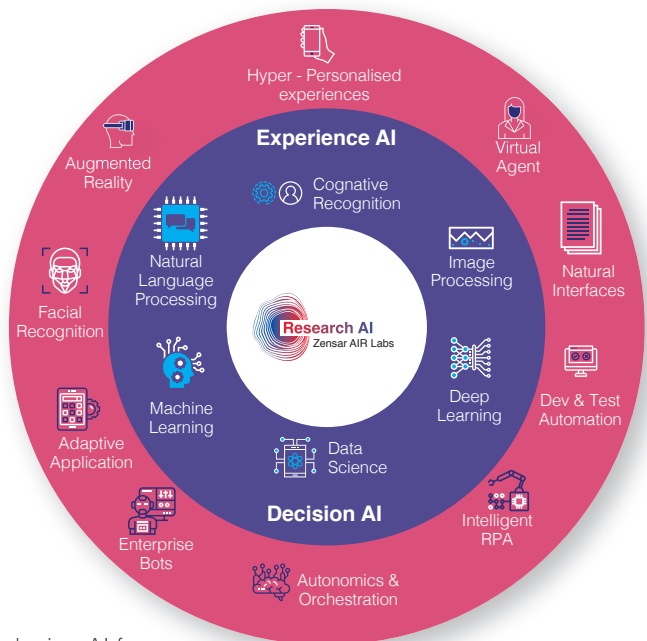 Hyper - Personalised
experiences
Experience AI
Augmented
Reality
Virtual
Agent
Cognative
Recognition
Natural
Language
Processing
Image
Processing
Natural
Interfaces
Facial
Recognition
Research AI
Zensar AIR Labs
Machine
Learning
Deep
Learning
Dev & Test
Automation
Adaptive
Application
Data
Science
Decision AI
Enterprise
Bots
Intelligent
RPA
Autonomics &
Orchestration